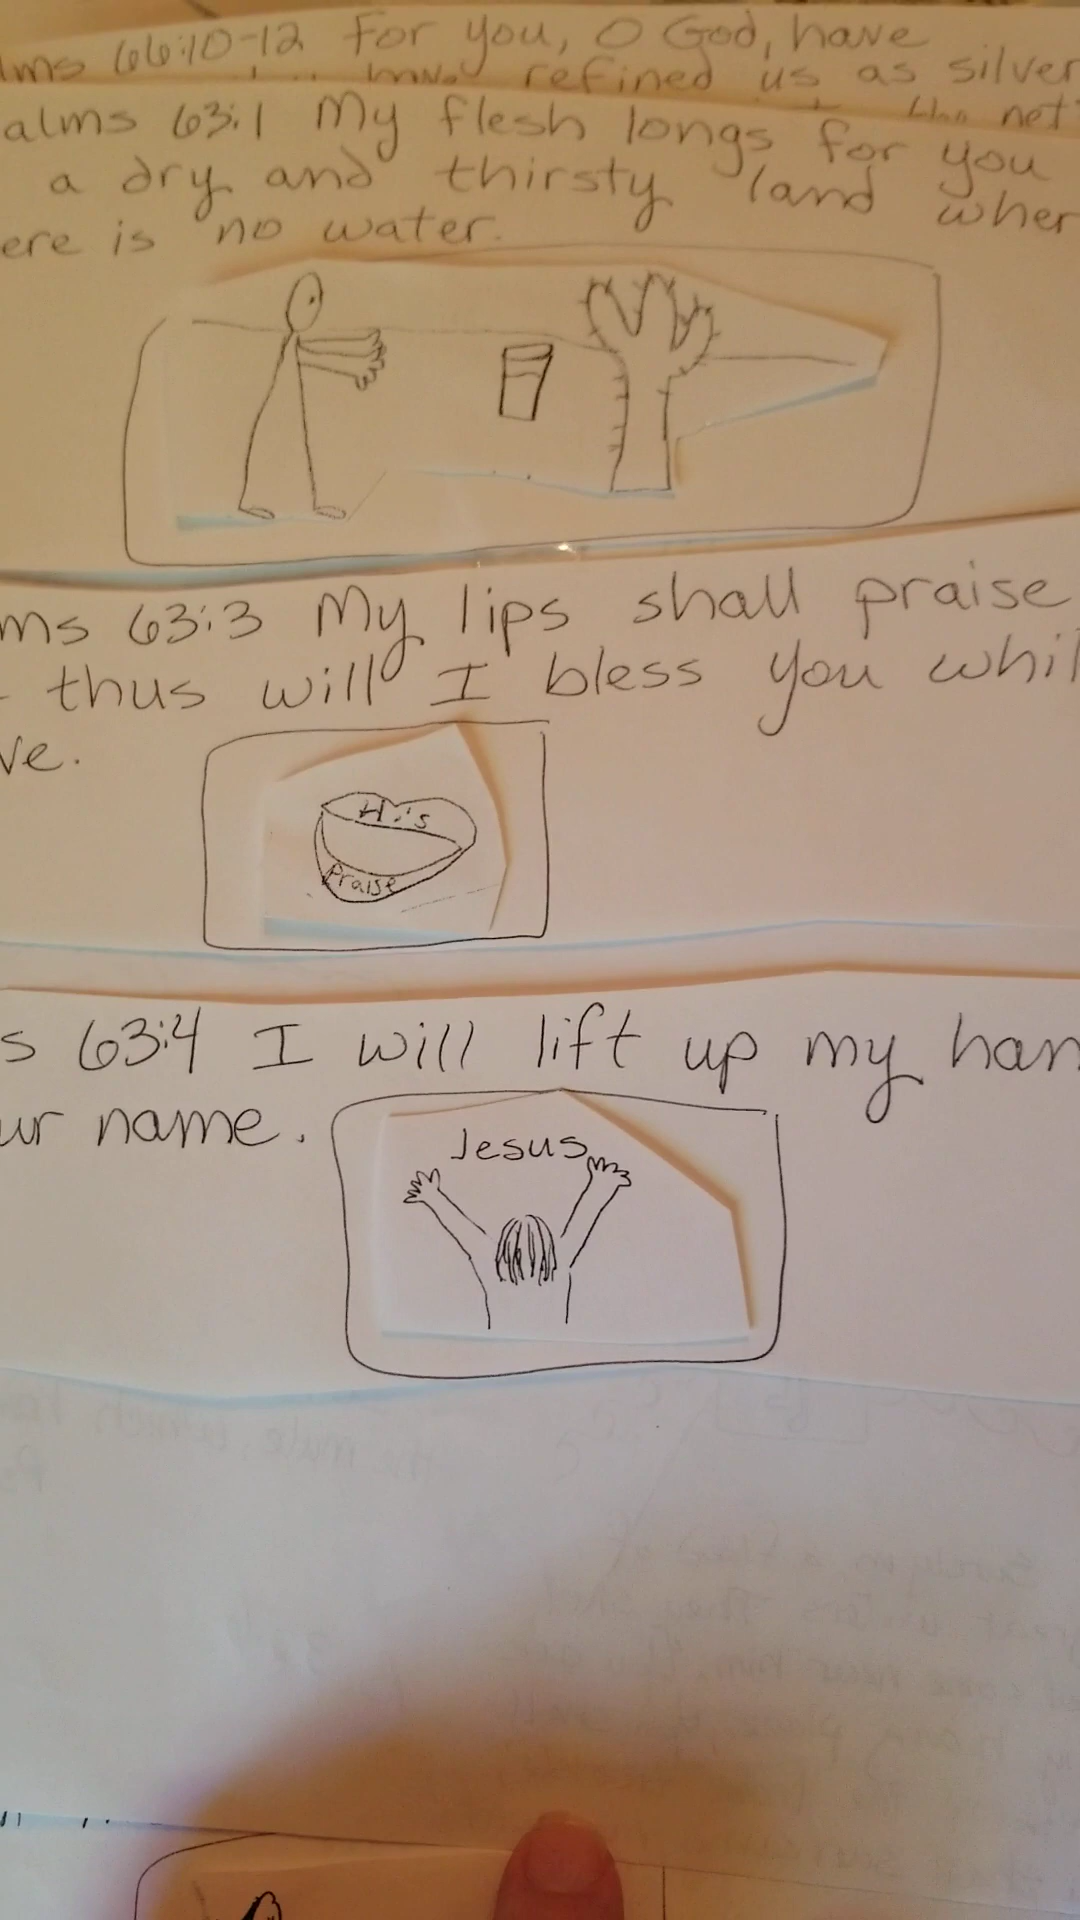 lms 66:10-12 For you, O God, have
refined us as silver
the net
alms 63:1 My flesh longs for you
a dry and thirsty land wher
ere is no water.
ms 63:3 My lips shall praise
thus will I bless you whil
ve.
His
Praise
s 63:4 I will lift up my han
ur name.
Jesus